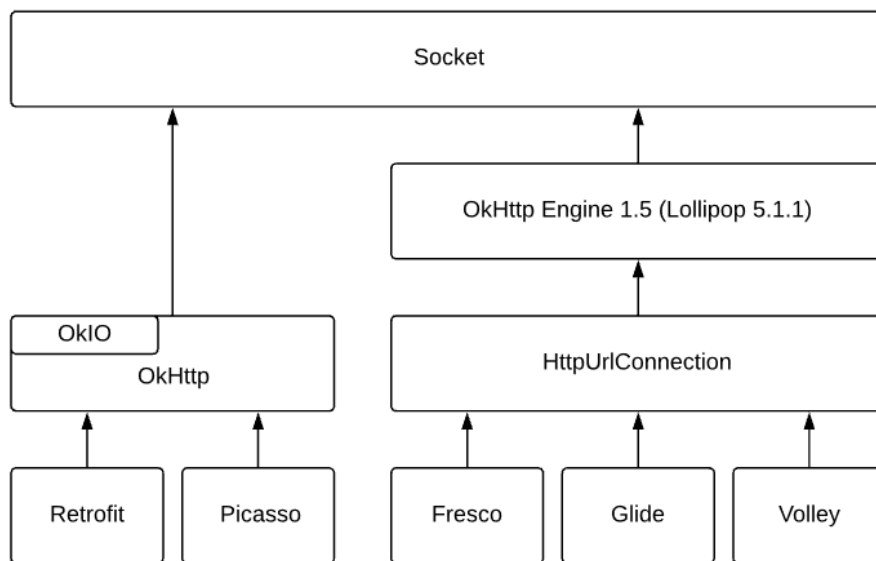 Socket
OkHttp Engine 1.5 (Lollipop 5.1.1)
OkIO
OkHttp
HttpUrlConnection
Retrofit
Picasso
Fresco
Glide
Volley